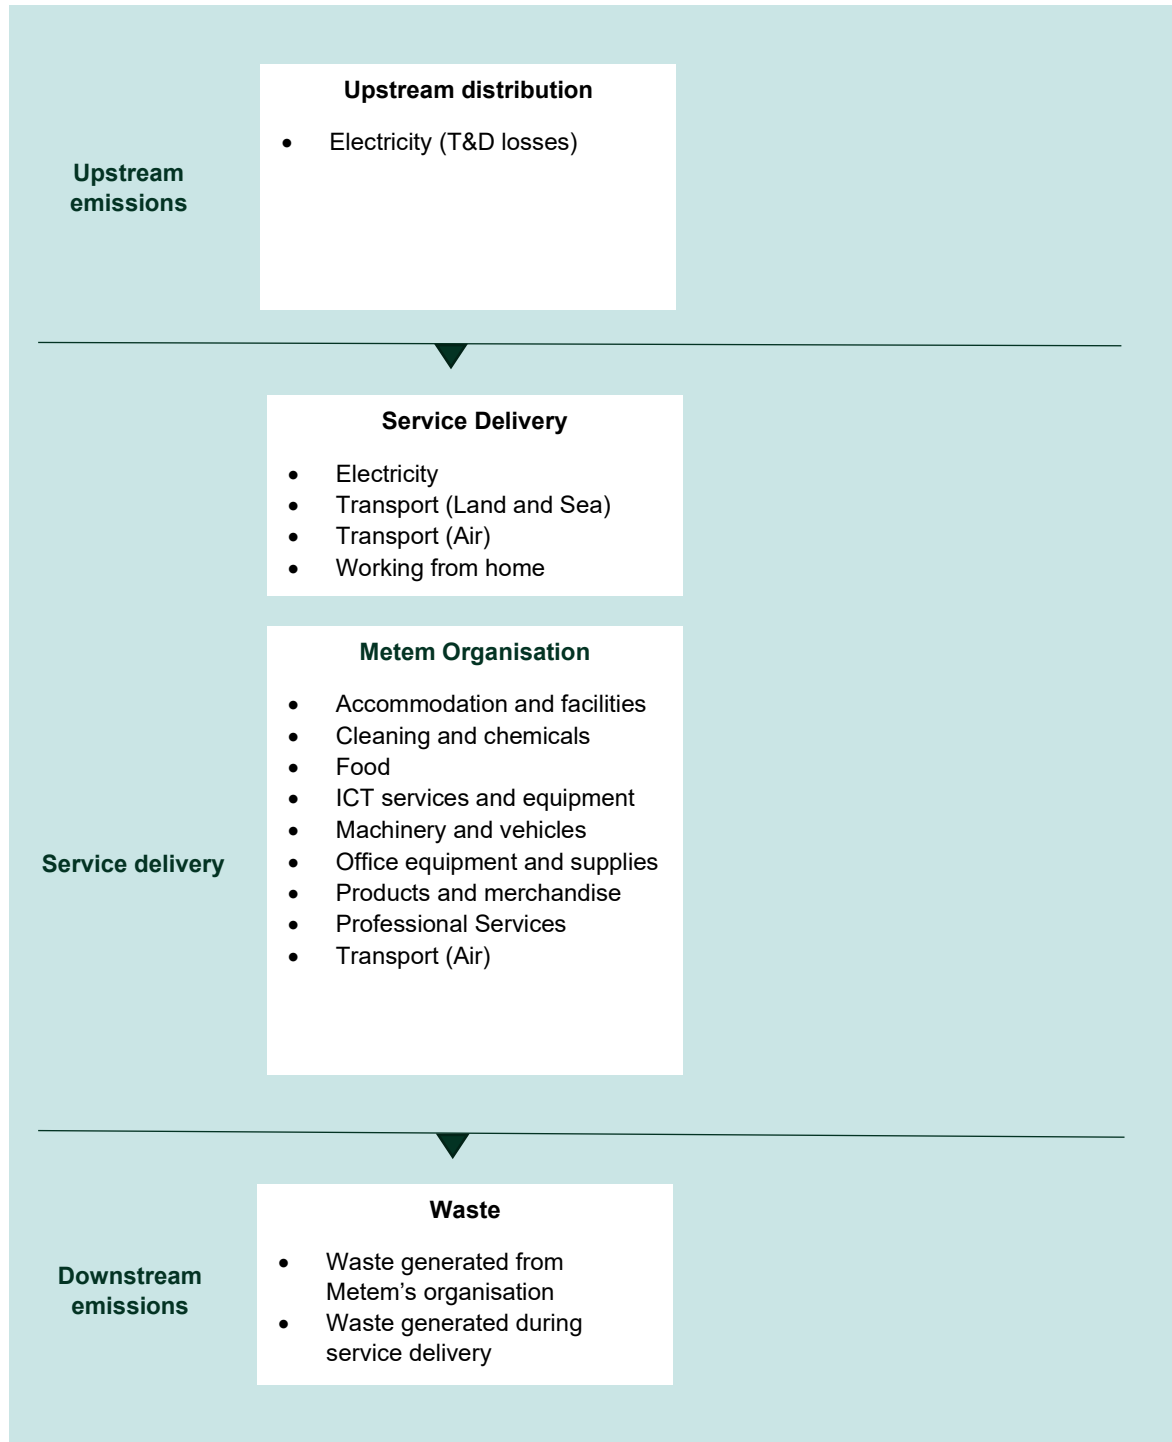 Upstream distribution
• Electricity (T&D losses)
Upstream
emissions
Service Delivery
• Electricity
• Transport (Land and Sea)
• Transport (Air)
• Working from home
Metem Organisation
• Accommodation and facilities
• Cleaning and chemicals
• Food
• ICT services and equipment
• Machinery and vehicles
• Office equipment and supplies
• Products and merchandise
• Professional Services
• Transport (Air)
Service delivery
Waste
• Waste generated from
Metem’s organisation
• Waste generated during
service delivery
Downstream
emissions